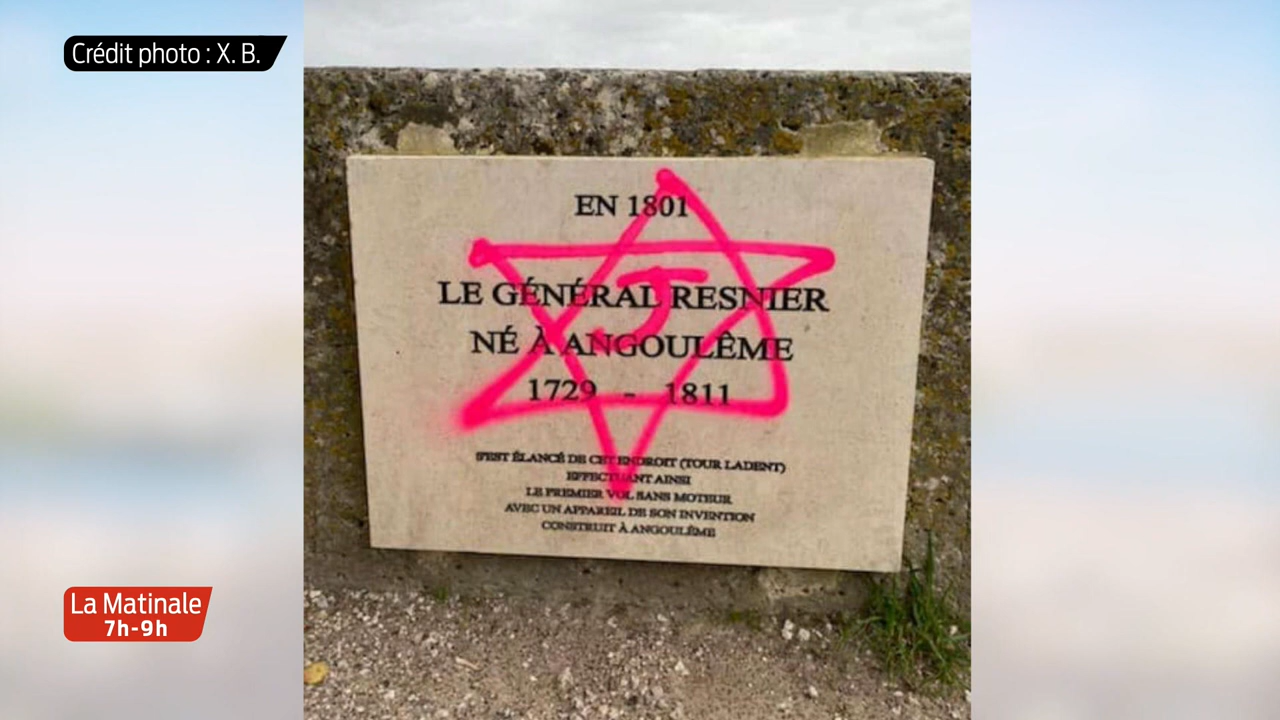 Crédit photo : X. B.
EN 1801
LE GÉNÉRAL RESNIER
NÉ À ANGOULÊME
1729 - 1811
S'EST ÉLANCÉ DE CET ENDROIT (TOUR LADENT)
EFFECTUANT AINSI
LE PREMIER VOL SANS MOTEUR
AVEC UN APPAREIL DE SON INVENTION
CONSTRUIT À ANGOULÊME
J
La Matinale
7h-9h